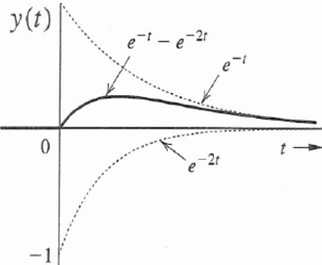 y(t)
e^{-t} - e^{-2t}
e^{-t}
0
t
e^{-2t}
-1